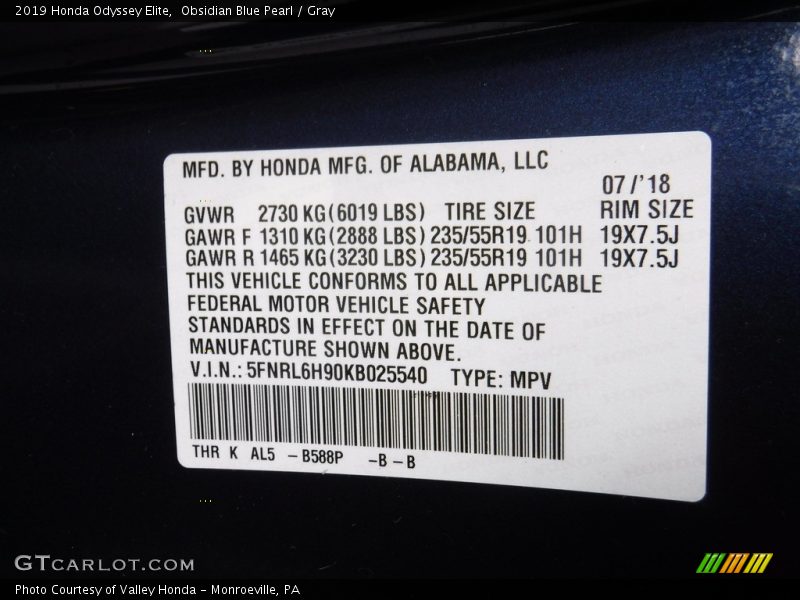 2019 Honda Odyssey Elite,  Obsidian Blue Pearl / Gray
MFD. BY HONDA MFG. OF ALABAMA, LLC
07 /'18
GVWR 2730 KG (6019 LBS) TIRE SIZE RIM SIZE
GAWR F 1310 KG (2888 LBS) 235/55R19 101H 19X7.5J
GAWR R 1465 KG (3230 LBS) 235/55R19 101H 19X7.5J
THIS VEHICLE CONFORMS TO ALL APPLICABLE
FEDERAL MOTOR VEHICLE SAFETY
STANDARDS IN EFFECT ON THE DATE OF
MANUFACTURE SHOWN ABOVE.
V.I.N.: 5FNRL6H90KB025540 TYPE: MPV
THR K AL5 – B588P –B – B
GTCARLOT.COM
Photo Courtesy of Valley Honda – Monroeville, PA